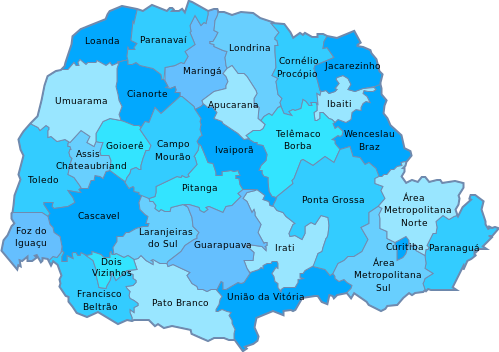 Loanda
Paranavaí
Londrina
Maringá
Cornélio
Procópio
Jacarezinho
Umuarama
Cianorte
Apucarana
Ibaiti
Telêmaco
Borba
Wenceslau
Braz
Goioerê
Campo
Mourão
Ivaiporã
Assis
Chateaubriand
Toledo
Pitanga
Ponta Grossa
Área
Metropolitana
Norte
Cascavel
Foz do
Iguaçu
Laranjeiras
do Sul
Guarapuava
Irati
Curitiba
Paranaguá
Área
Metropolitana
Sul
Dois
Vizinhos
Francisco
Beltrão
Pato Branco
União da Vitória